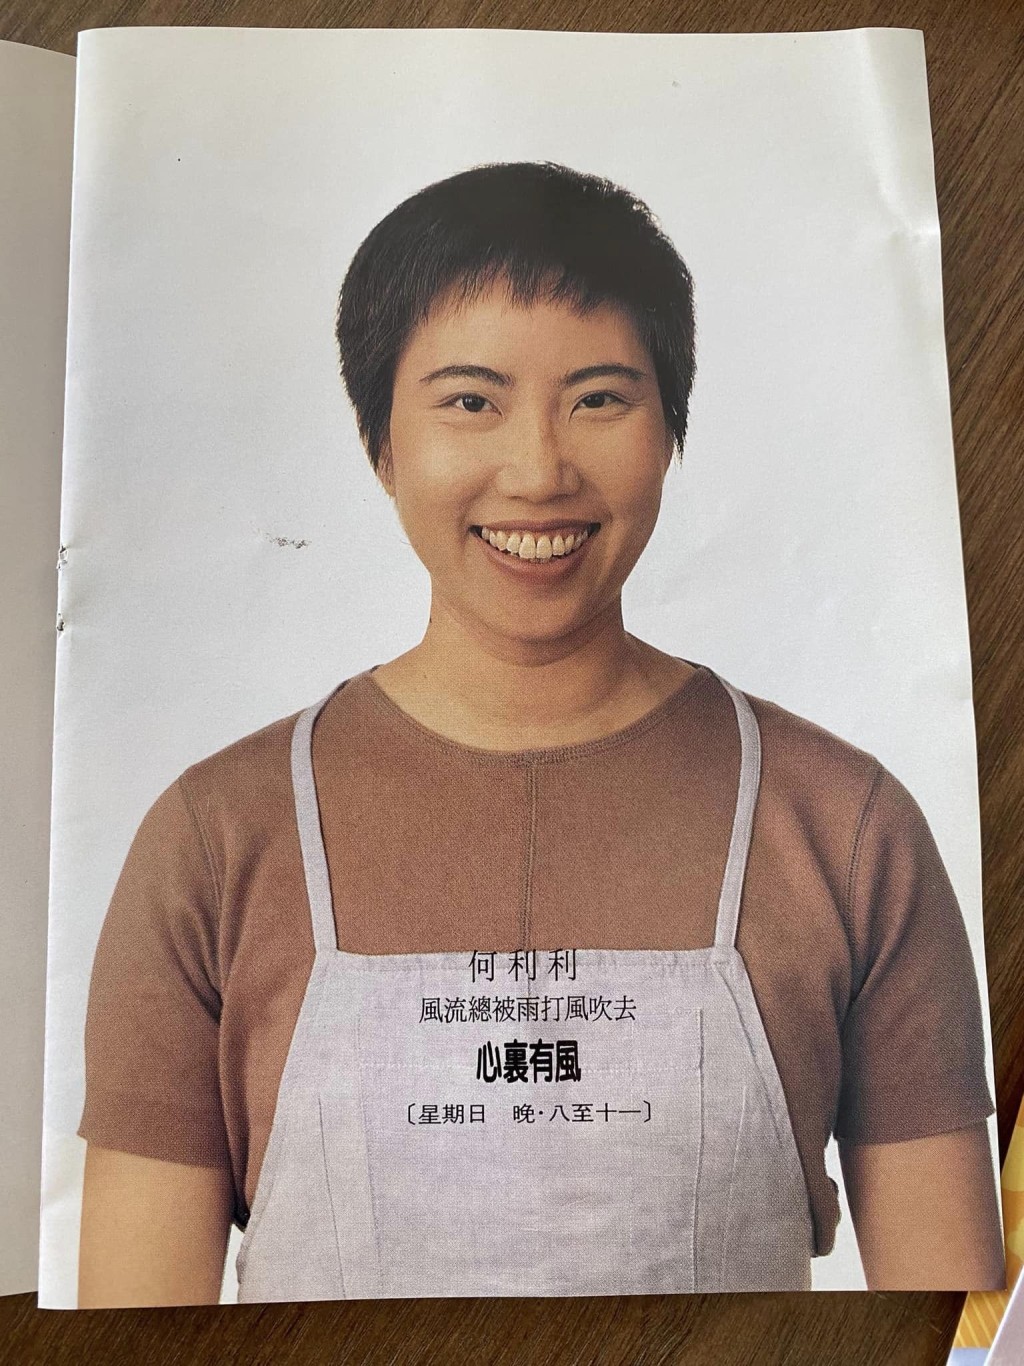 何利利
風流總被雨打風吹去
心裏有風
〔星期日　晚·八至十一〕